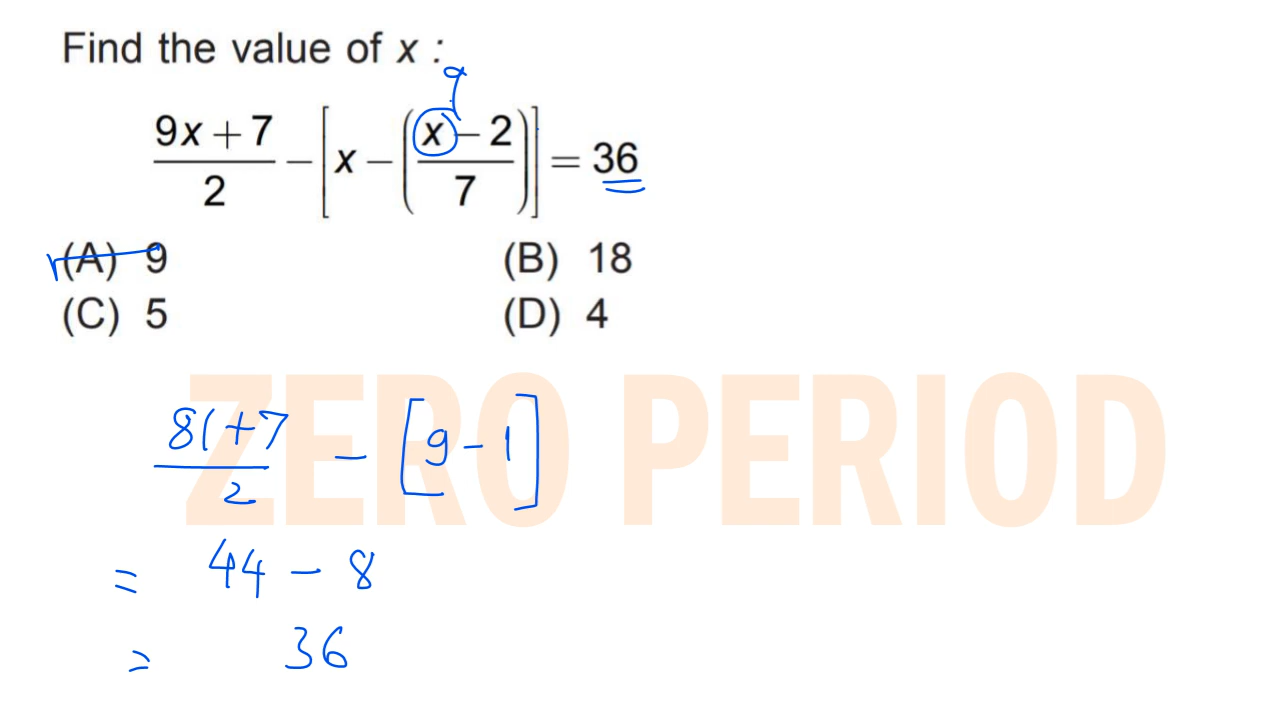 Find the value of x :
9
(9x + 7)/2 − [x − ((x − 2)/7)] = 36
(A) 9 (B) 18
(C) 5 (D) 4
ZERO PERIOD
(81 + 7)/2 − [9 − 1]
= 44 − 8
= 36